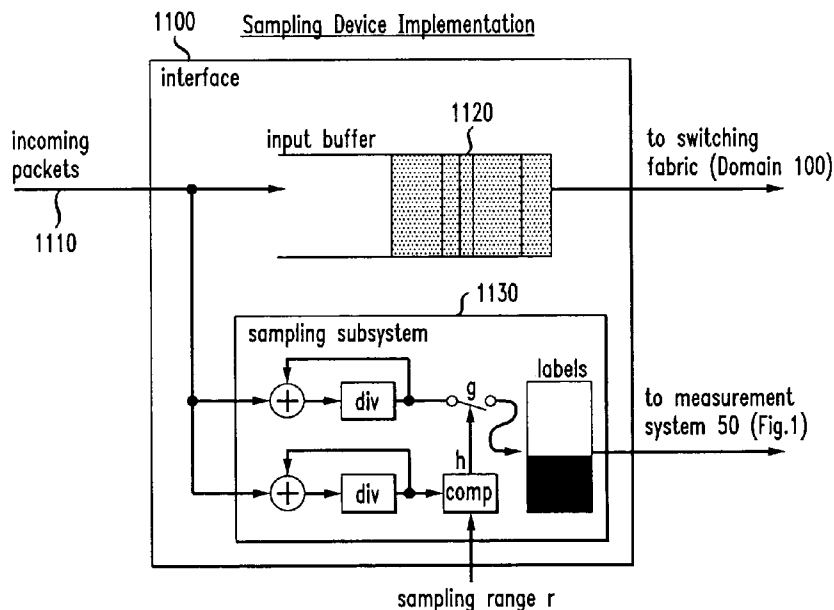 Sampling Device Implementation
1100
interface
incoming
packets
1110
input buffer
1120
to switching
fabric (Domain 100)
1130
sampling subsystem
labels
+
div
g
to measurement
system 50 (Fig.1)
+
div
h
comp
sampling range r